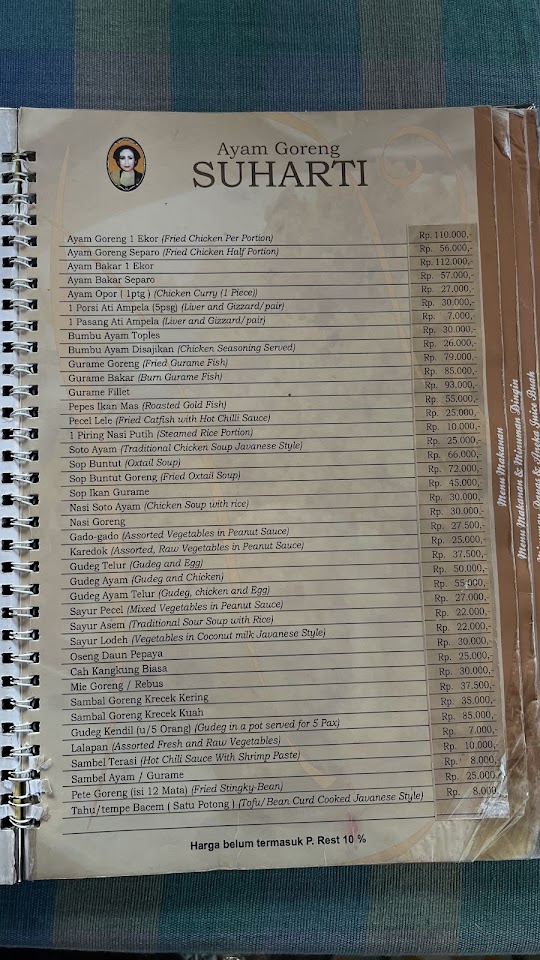 Ayam Goreng
SUHARTI
Ayam Goreng 1 Ekor (Fried Chicken Per Portion) Rp. 110.000,-
Ayam Goreng Separo (Fried Chicken Half Portion) Rp. 56.000,-
Ayam Bakar 1 Ekor Rp. 112.000,-
Ayam Bakar Separo Rp. 57.000,-
Ayam Opor ( 1ptg ) (Chicken Curry (1 Piece)) Rp. 27.000,-
1 Porsi Ati Ampela (5psg) (Liver and Gizzard/pair) Rp. 30.000,-
1 Pasang Ati Ampela (Liver and Gizzard/pair) Rp. 7.000,-
Bumbu Ayam Toples Rp. 30.000,-
Bumbu Ayam Disajikan (Chicken Seasoning Served) Rp. 26.000,-
Gurame Goreng (Fried Gurame Fish) Rp. 79.000,-
Gurame Bakar (Burn Gurame Fish) Rp. 85.000,-
Gurame Fillet Rp. 93.000,-
Pepes Ikan Mas (Roasted Gold Fish) Rp. 55.000,-
Pecel Lele (Fried Catfish with Hot Chilli Sauce) Rp. 25.000,-
1 Piring Nasi Putih (Steamed Rice Portion) Rp. 10.000,-
Soto Ayam (Traditional Chicken Soup Javanese Style) Rp. 25.000,-
Sop Buntut (Oxtail Soup) Rp. 66.000,-
Sop Buntut Goreng (Fried Oxtail Soup) Rp. 72.000,-
Sop Ikan Gurame Rp. 45.000,-
Nasi Soto Ayam (Chicken Soup with rice) Rp. 30.000,-
Nasi Goreng Rp. 30.000,-
Gado-gado (Assorted Vegetables in Peanut Sauce) Rp. 27.500,-
Karedok (Assorted, Raw Vegetables in Peanut Sauce) Rp. 25.000,-
Gudeg Telur (Gudeg and Egg) Rp. 37.500,-
Gudeg Ayam (Gudeg and Chicken) Rp. 50.000,-
Gudeg Ayam Telur (Gudeg, chicken and Egg) Rp. 55.000,-
Sayur Pecel (Mixed Vegetables in Peanut Sauce) Rp. 27.000,-
Sayur Asem (Traditional Sour Soup with Rice) Rp. 22.000,-
Sayur Lodeh (Vegetables in Coconut milk Javanese Style) Rp. 22.000,-
Oseng Daun Pepaya Rp. 30.000,-
Cah Kangkung Biasa Rp. 25.000,-
Mie Goreng / Rebus Rp. 30.000,-
Sambal Goreng Krecek Kering Rp. 37.500,-
Sambal Goreng Krecek Kuah Rp. 35.000,-
Gudeg Kendil (u/5 Orang) (Gudeg in a pot served for 5 Pax) Rp. 85.000,-
Lalapan (Assorted Fresh and Raw Vegetables) Rp. 7.000,-
Sambel Terasi (Hot Chilli Sauce With Shrimp Paste) Rp. 10.000,-
Sambel Ayam / Gurame Rp. 8.000,-
Pete Goreng (isi 12 Mata) (Fried Stingky-Bean) Rp. 25.000,-
Tahu/tempe Bacem ( Satu Potong ) (Tofu/Bean Curd Cooked Javanese Style) Rp. 8.000
Harga belum termasuk P. Rest 10 %
Menu Makanan
Menu Makanan & Minuman Dingin
Panas & Aneka Juice Buah